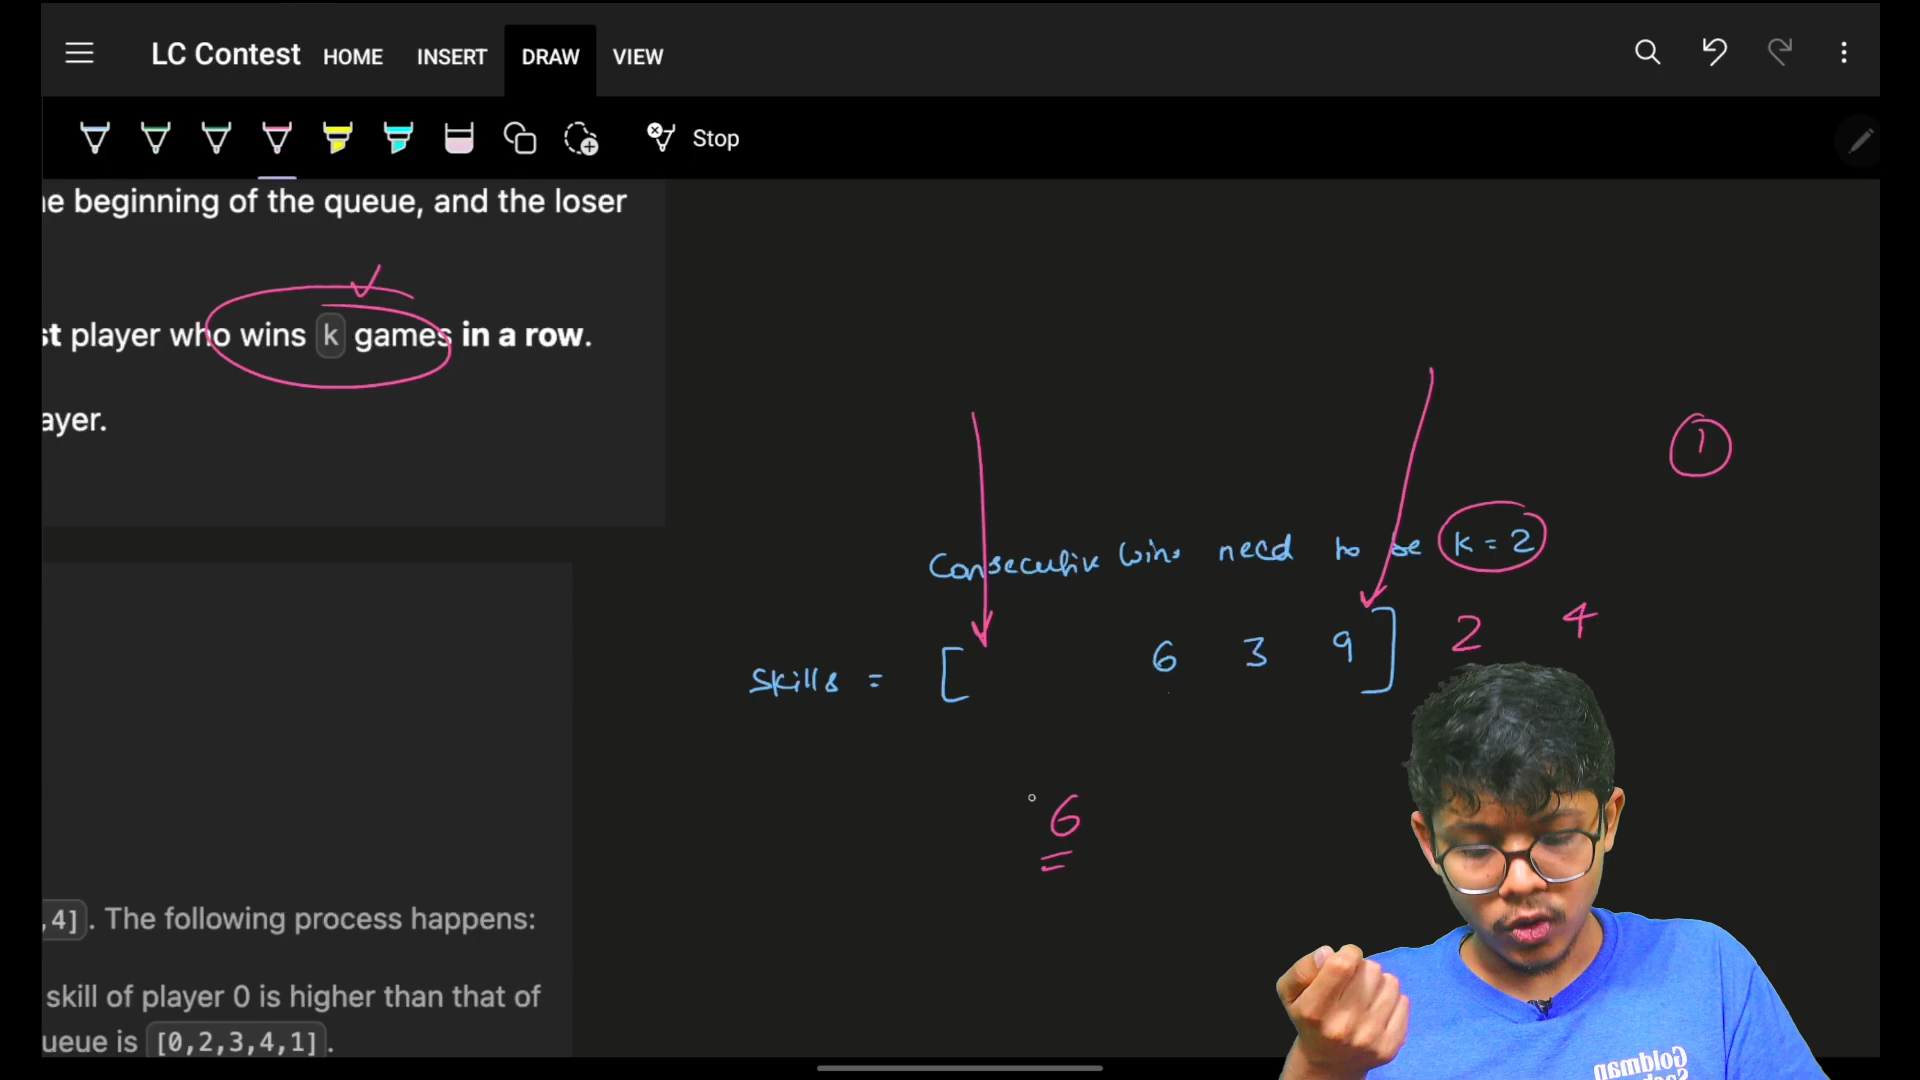 LC Contest HOME INSERT DRAW VIEW
Stop
e beginning of the queue, and the loser
st player who wins k games in a row.
ayer.
1
Consecutive wins need to be k = 2
Skills = [ 6 3 9 ] 2 4
6
,4] . The following process happens:
skill of player 0 is higher than that of
ueue is [0,2,3,4,1] .
Goldman